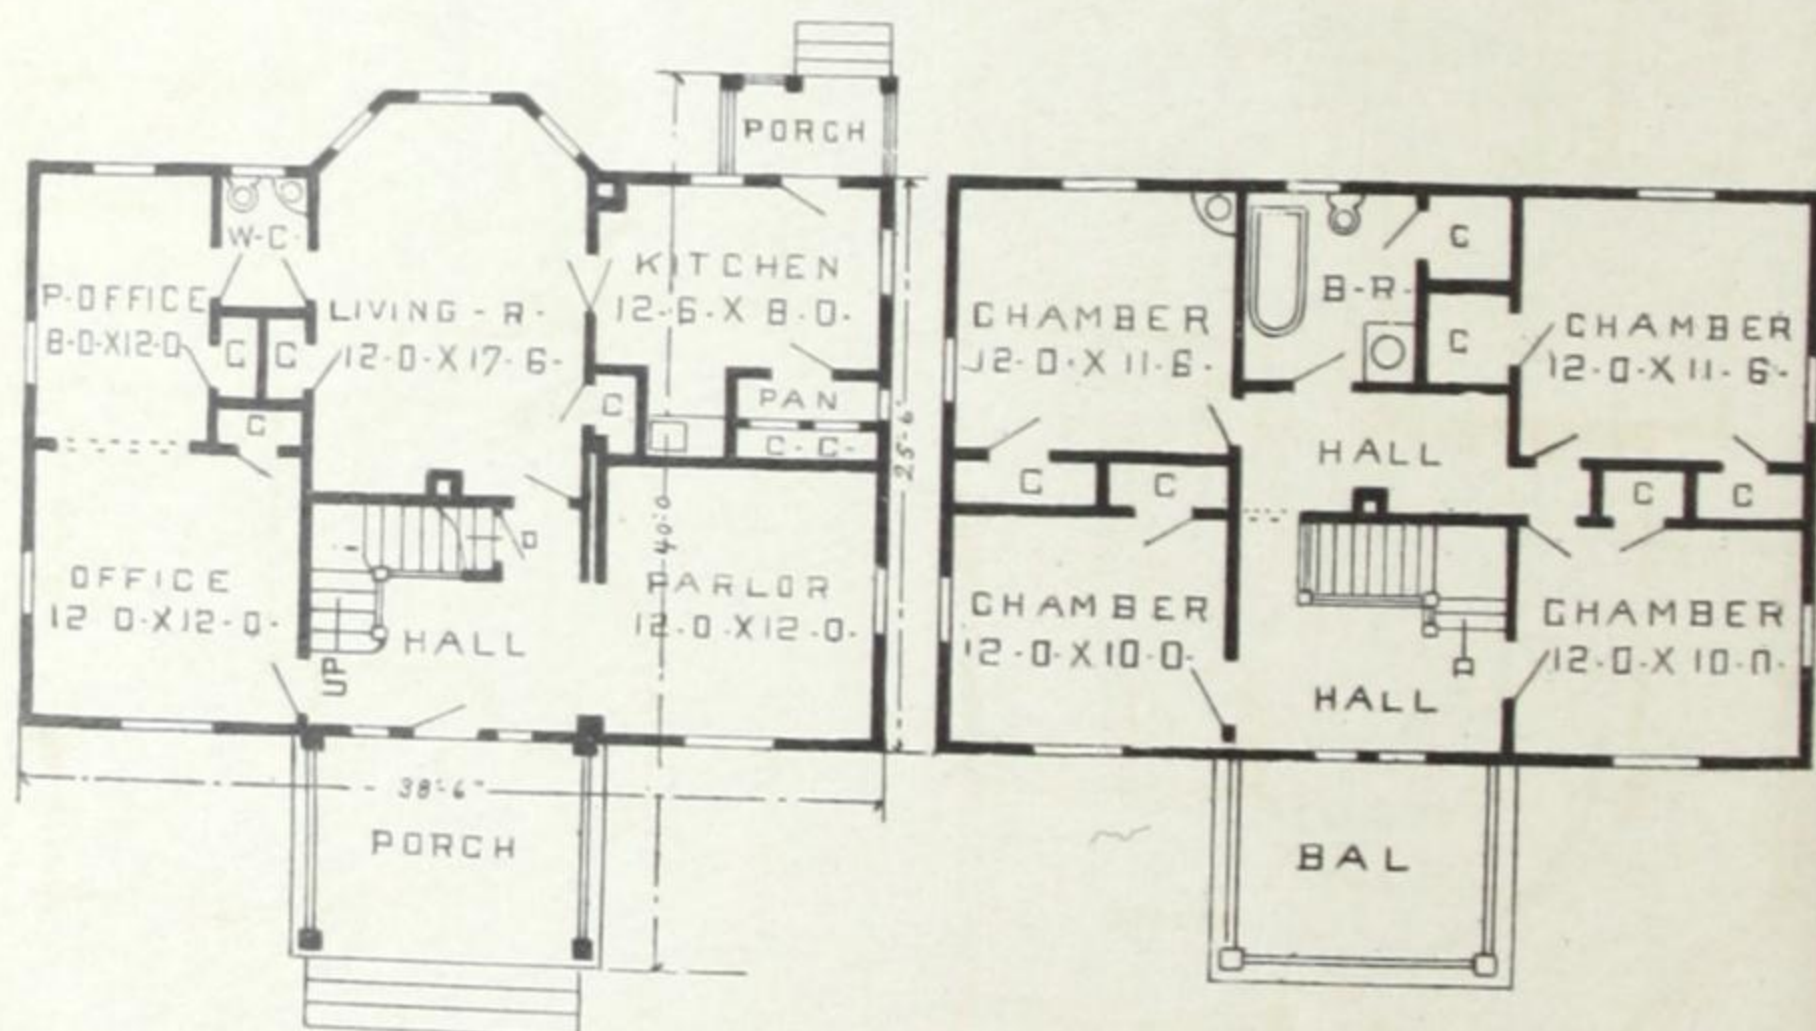 PORCH
W-C-
P-OFFICE
8-0X12-0
LIVING-R-
12-0-X17-6-
KITCHEN
12-6-X 8-0-
C
C
C
C
PAN
C-C-
25'-6"
40'-0
D
OFFICE
12 0-X12-0-
UP
HALL
PARLOR
12-0-X12-0-
38'-6"
PORCH
CHAMBER
12-0-X 11-6-
B-R-
C
C
CHAMBER
12-0-X 11-6-
HALL
C
C
C
C
CHAMBER
12-0-X10-0-
D
CHAMBER
12-0-X 10-0-
HALL
BAL